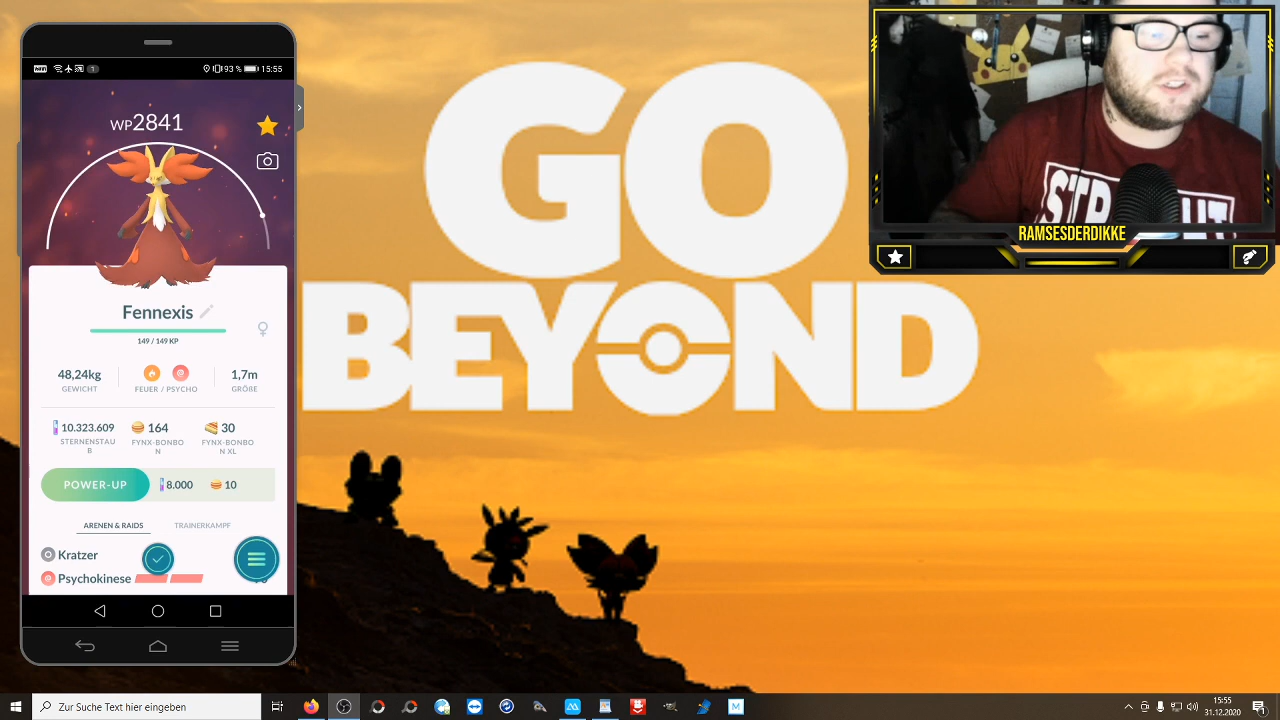 WiFi 1 93 % 15:55
WP2841
Fennexis
149 / 149 KP
48,24kg
GEWICHT
FEUER / PSYCHO
1,7m
GRÖßE
10.323.609
STERNENSTAU
B
164
FYNX-BONBO
N
30
FYNX-BONBO
N XL
POWER-UP 8.000 10
ARENEN & RAIDS TRAINERKAMPF
Kratzer
Psychokinese
GO
BEYOND
RAMSESDERDIKKE
Zur Suche Text hier eingeben
15:55
31.12.2020